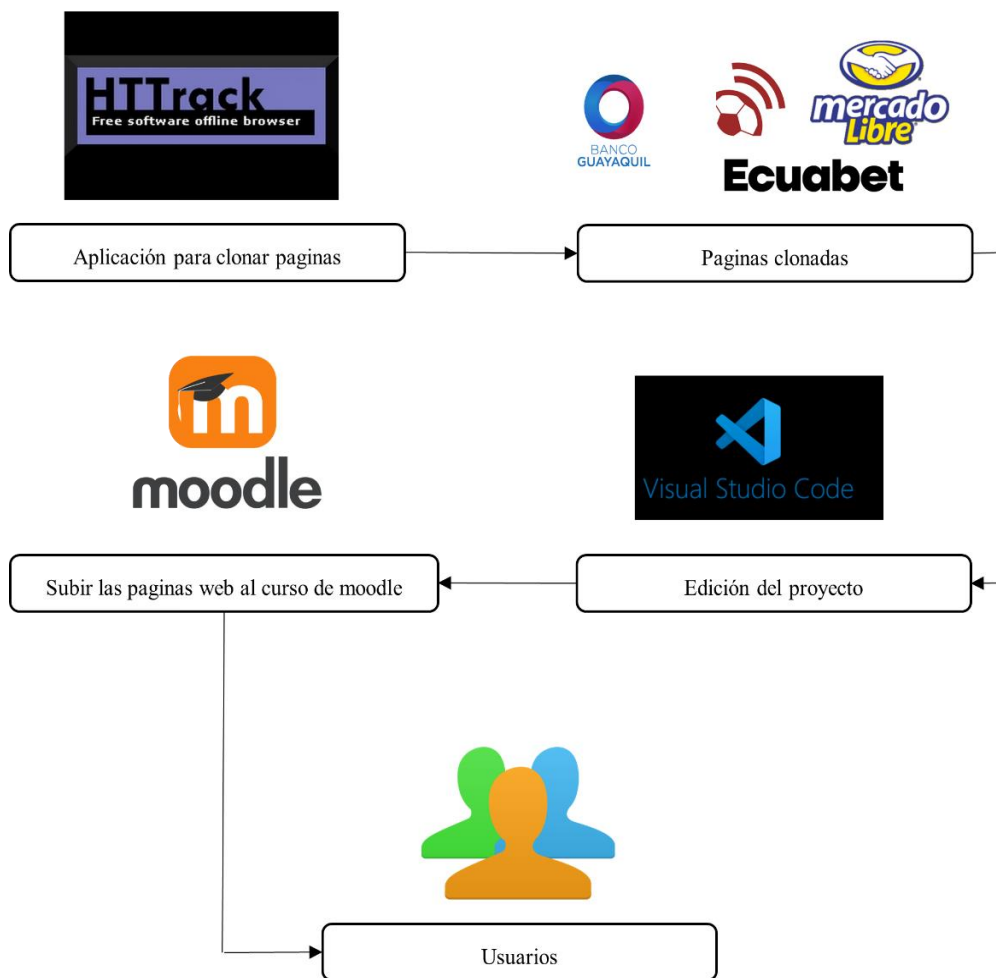 HTTrack
Free software offline browser
BANCO
GUAYAQUIL
Ecuabet
mercado
Libre
Aplicación para clonar paginas
Paginas clonadas
m
moodle
Visual Studio Code
Subir las paginas web al curso de moodle
Edición del proyecto
Usuarios